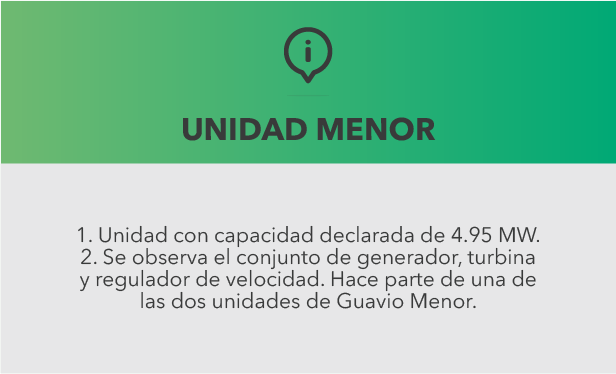 UNIDAD MENOR
1. Unidad con capacidad declarada de 4.95 MW.
2. Se observa el conjunto de generador, turbina
y regulador de velocidad. Hace parte de una de
las dos unidades de Guavio Menor.